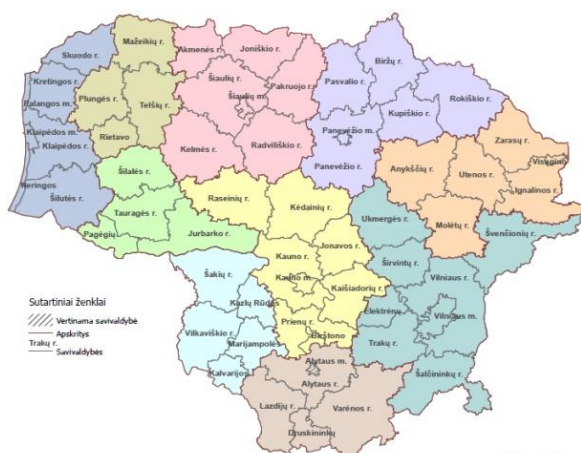 Mažeikių r.
Skuodo r.
Akmenės r.
Joniškio r.
Biržų r.
Kretingos r.
Pasvalio r.
Šiaulių r.
Palangos m.
Plungės r.
Telšių r.
Pakruojo r.
Rokiškio r.
Šiaulių m.
Kupiškio r.
Klaipėdos m.
Panevėžio m.
Zarasų r.
Rietavo
Klaipėdos r.
Kelmės r.
Radviliškio r.
Anykščių r.
Visagino
Šilalės r.
Panevėžio r.
Utenos r.
Neringos
Ignalinos r.
Šilutės r.
Raseinių r.
Kėdainių r.
Tauragės r.
Ukmergės r.
Molėtų r.
Pagėgių
Jurbarko r.
Švenčionių r.
Jonavos r.
Kauno r.
Širvintų r.
Šakių r.
Kauno m.
Vilniaus r.
Kaišiadorių r.
Sutartiniai ženklai
Kazlų Rūdos
Elektrėnų
Vilniaus m.
Vertinama savivaldybė
Prienų r.
Apskritys
Vilkaviškio r.
Birštono
Trakų r.
Marijampolės
Trakų r.
Savivaldybės
Alytaus m.
Kalvarijos
Alytaus r.
Šalčininkų r.
Lazdijų r.
Varėnos r.
Druskininkų